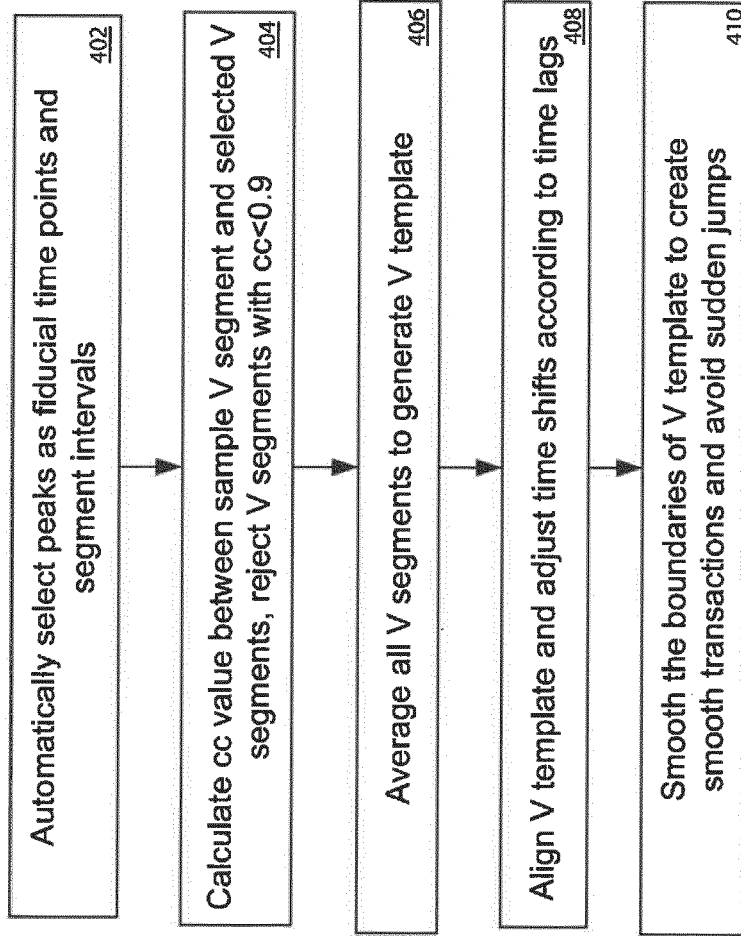 Automatically select peaks as fiducial time points and
segment intervals
402
Calculate cc value between sample V segment and selected V
segments, reject V segments with cc<0.9
404
Average all V segments to generate V template
406
Align V template and adjust time shifts according to time lags
408
Smooth the boundaries of V template to create
smooth transactions and avoid sudden jumps
410